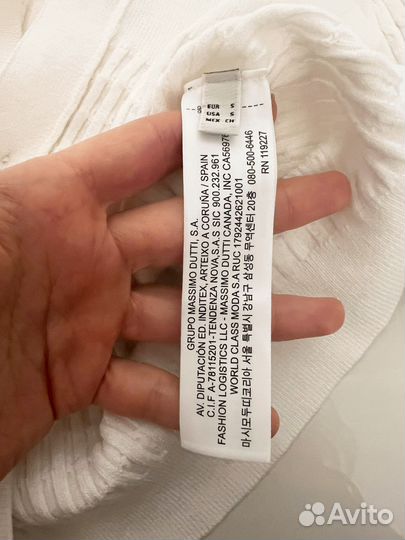 EUR S
USA S
MEX CH
GRUPO MASSIMO DUTTI, S.A.
AV. DIPUTACIÓN ED. INDITEX, ARTEIXO A CORUÑA / SPAIN
C.I.F A-78115201-TENDENZA NOVA,S.A.S SIC 900.232.961
FASHION LOGISTICS LLC - MASSIMO DUTTI CANADA, INC CA5697
WORLD CLASS MODA S.A RUC 1792442621001
마시모두띠코리아 서울 특별시 강남구 삼성동 무역센터 20층 080-500-6446
RN 119227
Avito